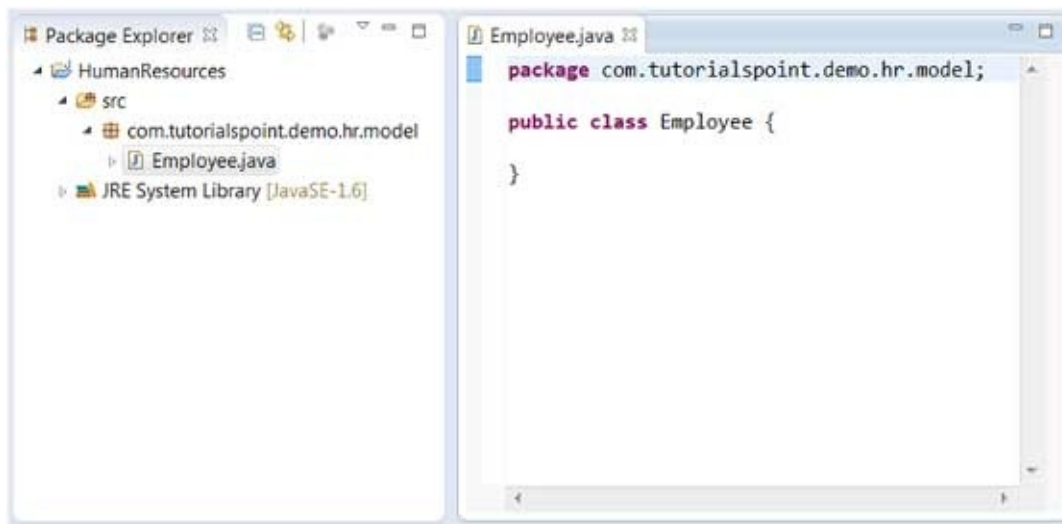 Package Explorer
HumanResources
src
com.tutorialspoint.demo.hr.model
Employee.java
JRE System Library [JavaSE-1.6]
Employee.java
package com.tutorialspoint.demo.hr.model;
public class Employee {
}